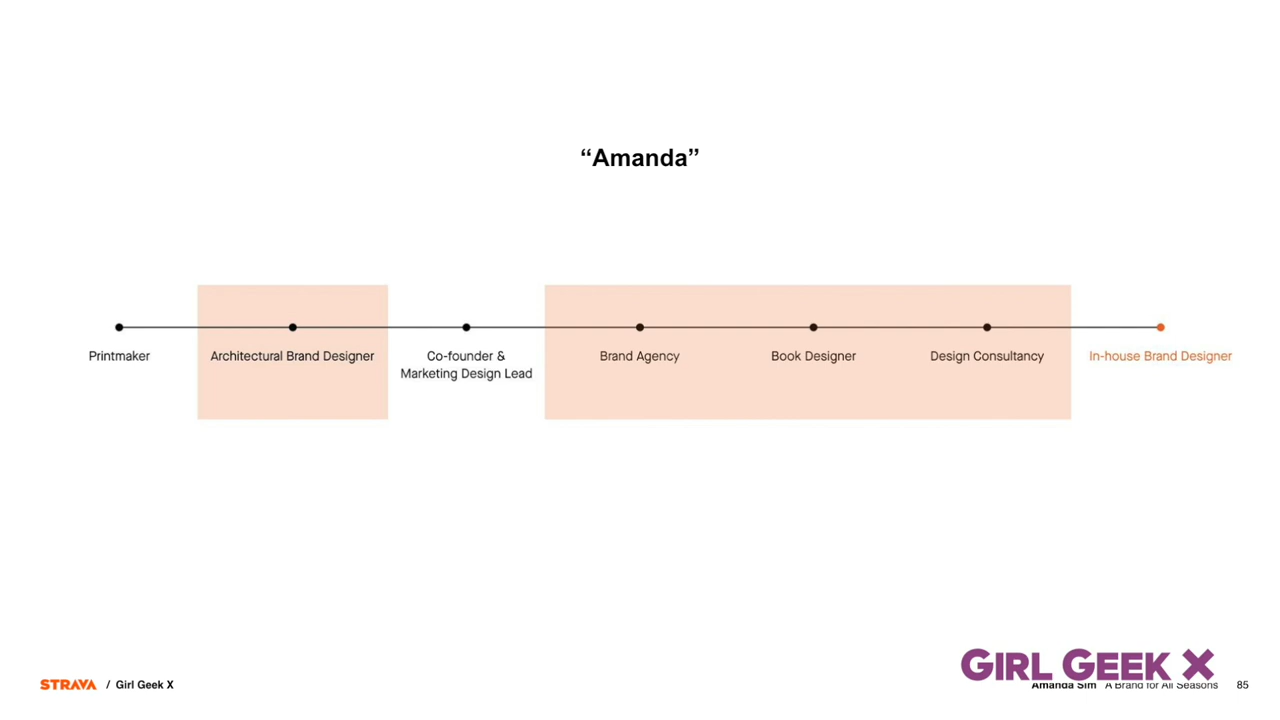 “Amanda”
Printmaker
Architectural Brand Designer
Co-founder &
Marketing Design Lead
Brand Agency
Book Designer
Design Consultancy
In-house Brand Designer
GIRL GEEK X
STRAVA / Girl Geek X
Amanda Sim A Brand for All Seasons 85